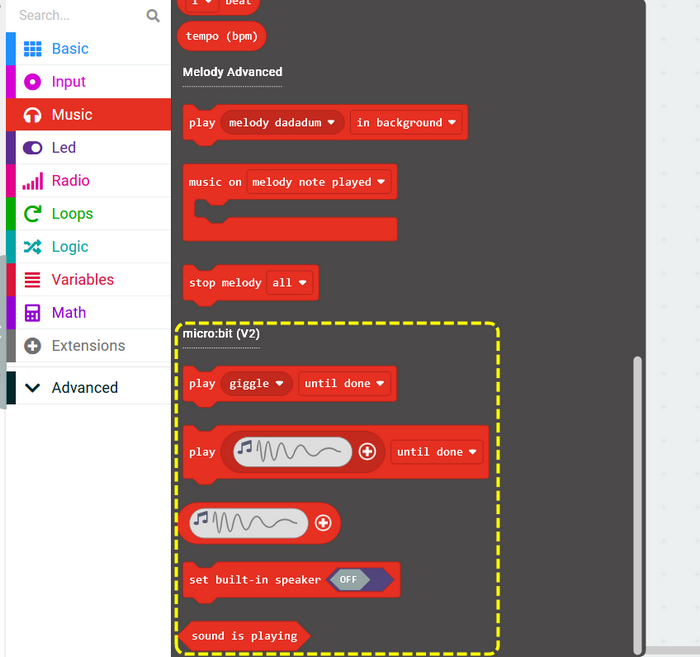 Search...
Basic
Input
Music
Led
Radio
Loops
Logic
Variables
Math
Extensions
Advanced
1 beat
tempo (bpm)
Melody Advanced
play melody dadadum in background
music on melody note played
stop melody all
micro:bit (V2)
play giggle until done
play until done
set built-in speaker OFF
sound is playing